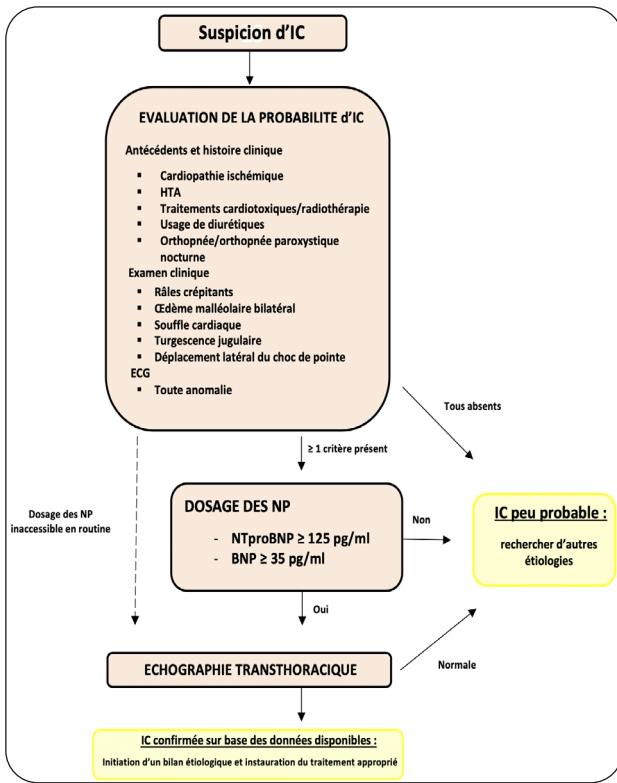 Suspicion d'IC
EVALUATION DE LA PROBABILITE d'IC
Antécédents et histoire clinique
▪ Cardiopathie ischémique
▪ HTA
▪ Traitements cardiotoxiques/radiothérapie
▪ Usage de diurétiques
▪ Orthopnée/orthopnée paroxystique
nocturne
Examen clinique
▪ Râles crépitants
▪ Œdème malléolaire bilatéral
▪ Souffle cardiaque
▪ Turgescence jugulaire
▪ Déplacement latéral du choc de pointe
ECG
▪ Toute anomalie
Tous absents
≥ 1 critère présent
Dosage des NP
inaccessible en routine
DOSAGE DES NP
- NTproBNP ≥ 125 pg/ml
- BNP ≥ 35 pg/ml
Non
IC peu probable :
rechercher d'autres
étiologies
Oui
ECHOGRAPHIE TRANSTHORACIQUE
Normale
IC confirmée sur base des données disponibles :
Initiation d'un bilan étiologique et instauration du traitement approprié